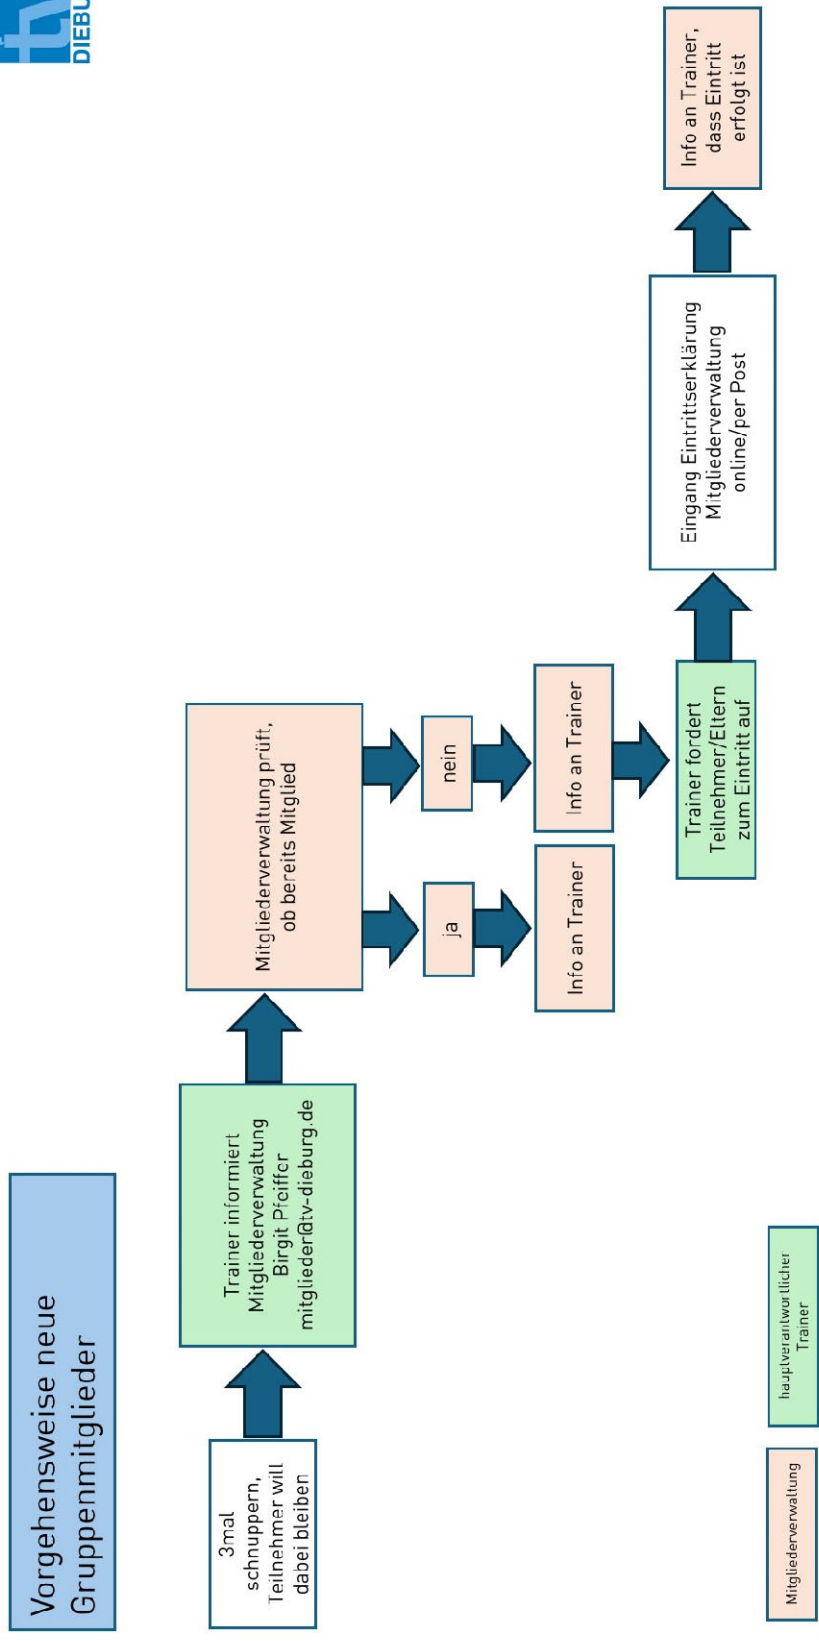 Vorgehensweise neue
Gruppenmitglieder
3mal
schnuppern,
Teilnehmer will
dabei bleiben
Trainer informiert
Mitgliederverwaltung
Birgit Pfeiffer
mitglieder@tv-dieburg.de
Mitgliederverwaltung prüft,
ob bereits Mitglied
ja
nein
Info an Trainer
Info an Trainer
Trainer fordert
Teilnehmer/Eltern
zum Eintritt auf
Eingang Eintrittserklärung
Mitgliederverwaltung
online/per Post
Info an Trainer,
dass Eintritt
erfolgt ist
Mitgliederverwaltung
hauptverantwortlicher
Trainer
tv
DIEBU